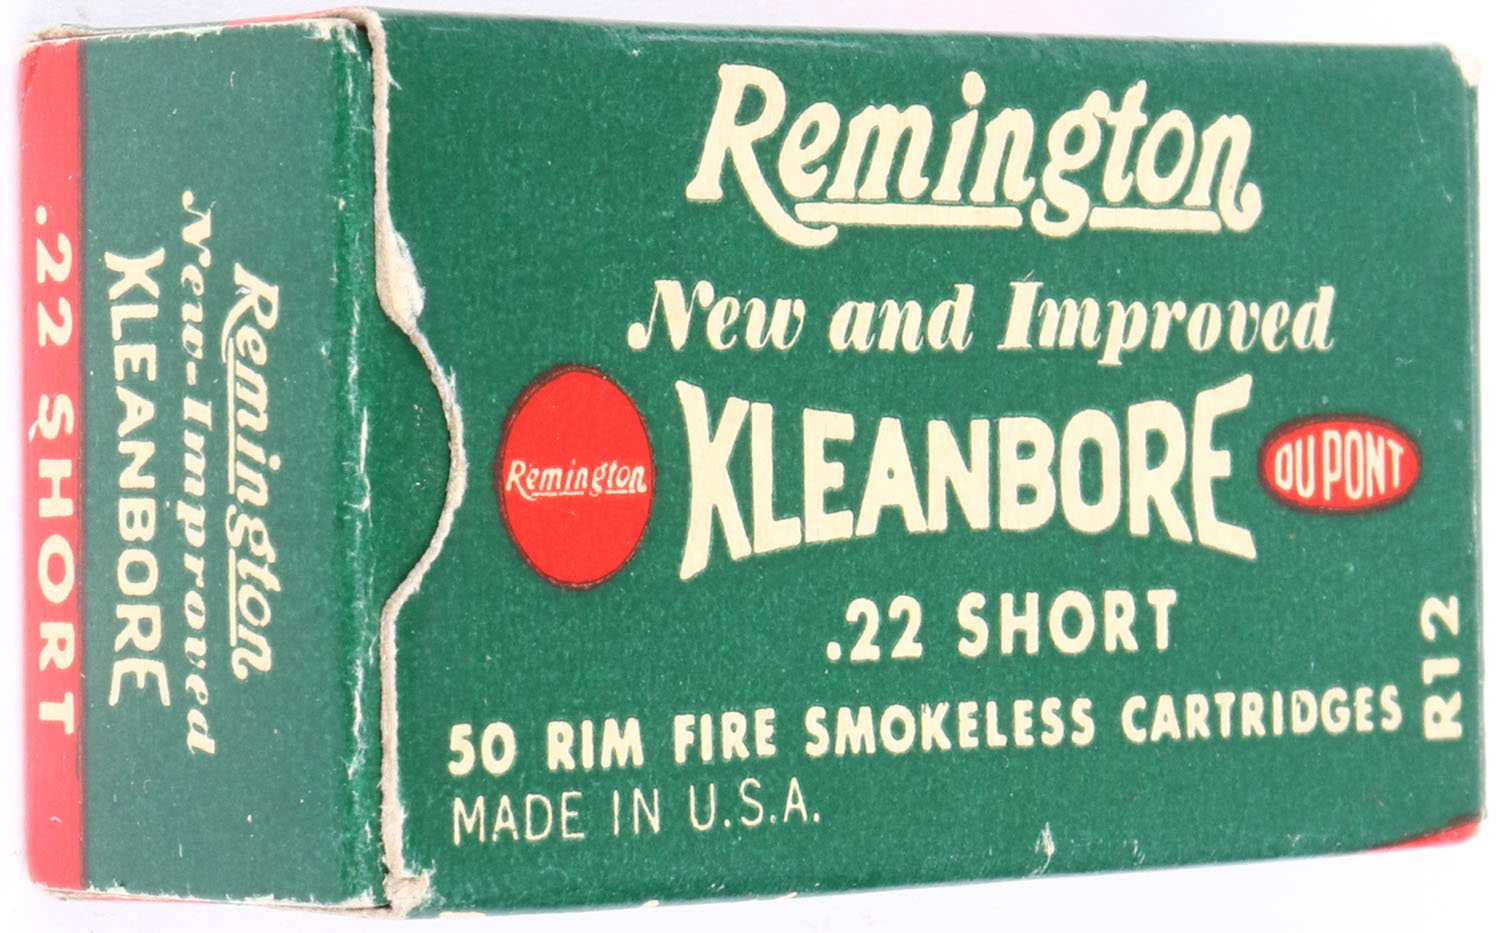 Remington
New and Improved
Remington
KLEANBORE
DU PONT
.22 SHORT
50 RIM FIRE SMOKELESS CARTRIDGES
MADE IN U.S.A.
R12
Remington
New-Improved
KLEANBORE
.22 SHORT